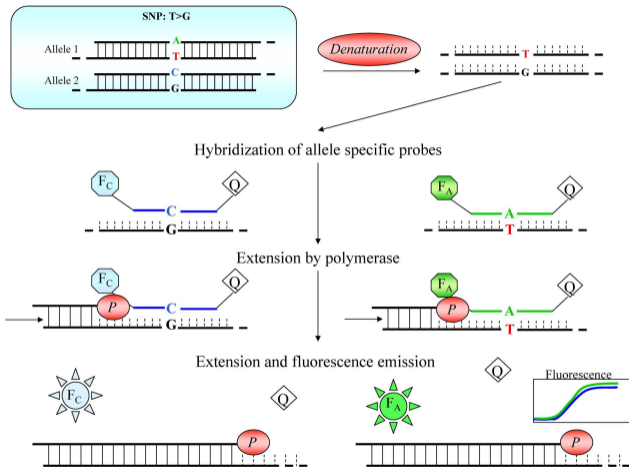 SNP: T>G
Allele 1
A
T
Allele 2
C
G
Denaturation
T
G
Hybridization of allele specific probes
FC
Q
C
G
FA
Q
A
T
Extension by polymerase
FC
Q
P
C
G
FA
Q
P
A
T
Extension and fluorescence emission
FC
Q
P
FA
Q
Fluorescence
P